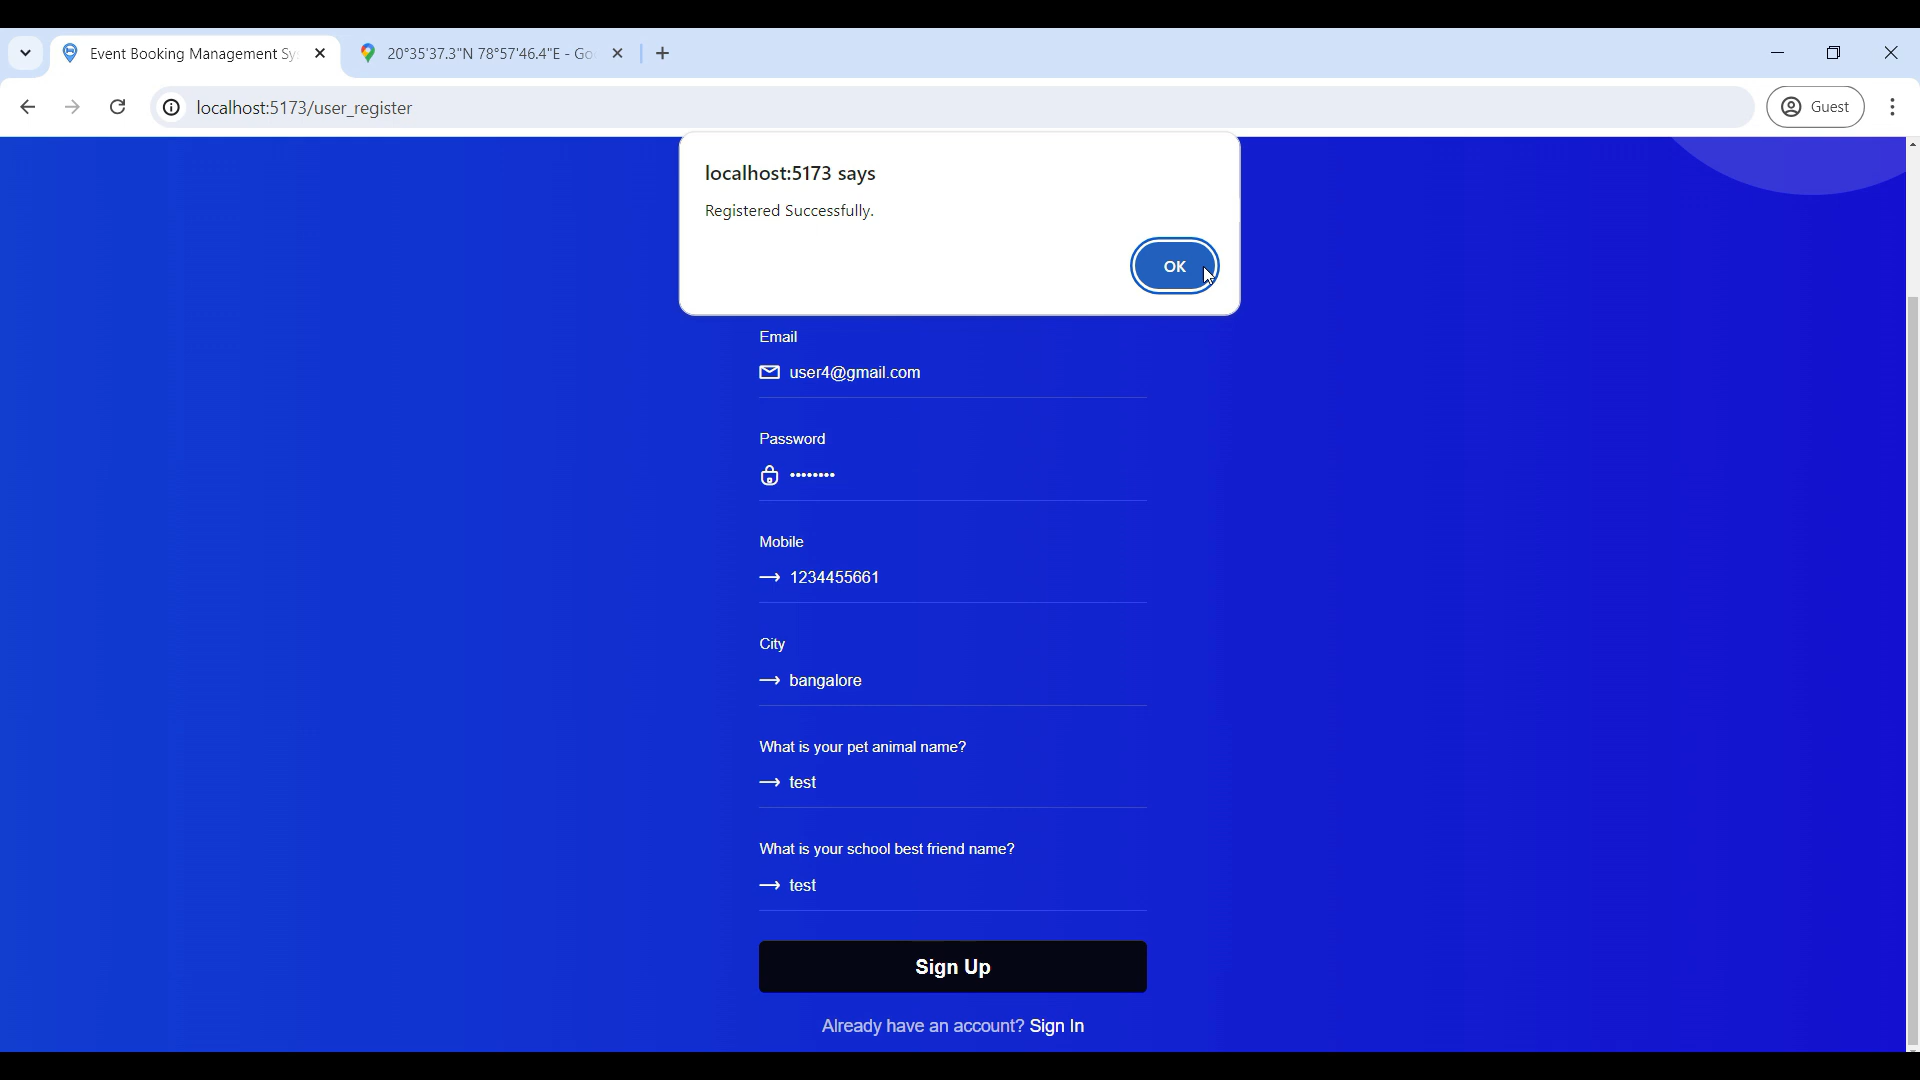 Event Booking Management Sy
20°35'37.3"N 78°57'46.4"E - Go
localhost:5173/user_register
Guest
localhost:5173 says
Registered Successfully.
OK
Email
user4@gmail.com
Password
••••••••
Mobile
1234455661
City
bangalore
What is your pet animal name?
test
What is your school best friend name?
test
Sign Up
Already have an account? Sign In